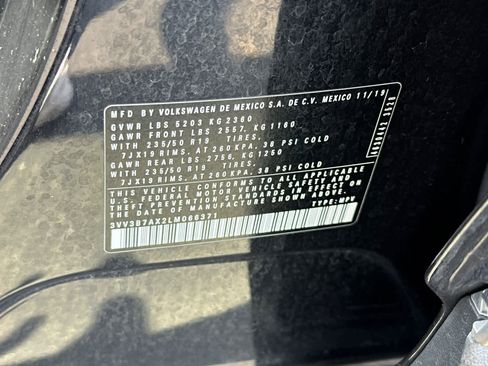 MFD BY VOLKSWAGEN DE MEXICO S.A. DE C.V. MEXICO 11/19
GVWR LBS 5203 KG 2360
GAWR FRONT LBS 2557, KG 1160
WITH 235/50 R19 TIRES,
7JX19 RIMS, AT 260 KPA, 38 PSI COLD
GAWR REAR LBS 2756, KG 1250
WITH 235/50 R19 TIRES,
7JX19 RIMS, AT 260 KPA, 38 PSI COLD
THIS VEHICLE CONFORMS TO ALL APPLICABLE
U.S. FEDERAL MOTOR VEHICLE SAFETY AND
THEFT PREVENTION STANDARDS IN EFFECT ON THE
DATE OF MANUFACTURE SHOWN ABOVE.
3VV3B7AX2LM066371
TYPE: MPV